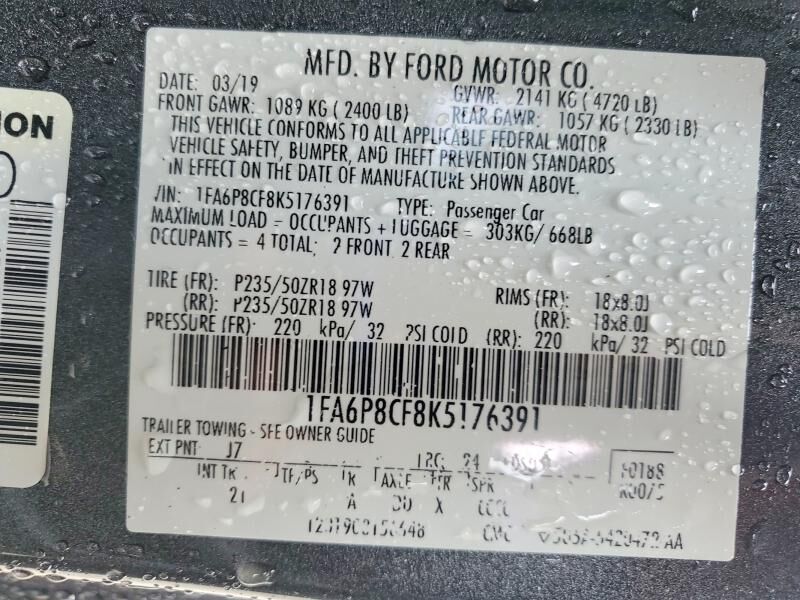 ION
MFD. BY FORD MOTOR CO.
DATE: 03/19 GVWR: 2141 KG (4720 LB)
FRONT GAWR: 1089 KG (2400 LB) REAR GAWR: 1057 KG (2330 LB)
THIS VEHICLE CONFORMS TO ALL APPLICABLE FEDERAL MOTOR
VEHICLE SAFETY, BUMPER, AND THEFT PREVENTION STANDARDS
IN EFFECT ON THE DATE OF MANUFACTURE SHOWN ABOVE.
VIN: 1FA6P8CF8K5176391 TYPE: Passenger Car
MAXIMUM LOAD = OCCUPANTS + LUGGAGE = 303KG/ 668LB
OCCUPANTS = 4 TOTAL; 2 FRONT 2 REAR
TIRE (FR): P235/50ZR18 97W RIMS (FR): 18x8.0J
(RR): P235/50ZR18 97W (RR): 18x8.0J
PRESSURE (FR): 220 kPa/ 32 PSI COLD (RR): 220 kPa/ 32 PSI COLD
1FA6P8CF8K5176391
TRAILER TOWING - SEE OWNER GUIDE
EXT PNT: J7 24
INT TR TP/PS R AXLE TR SPR
A X